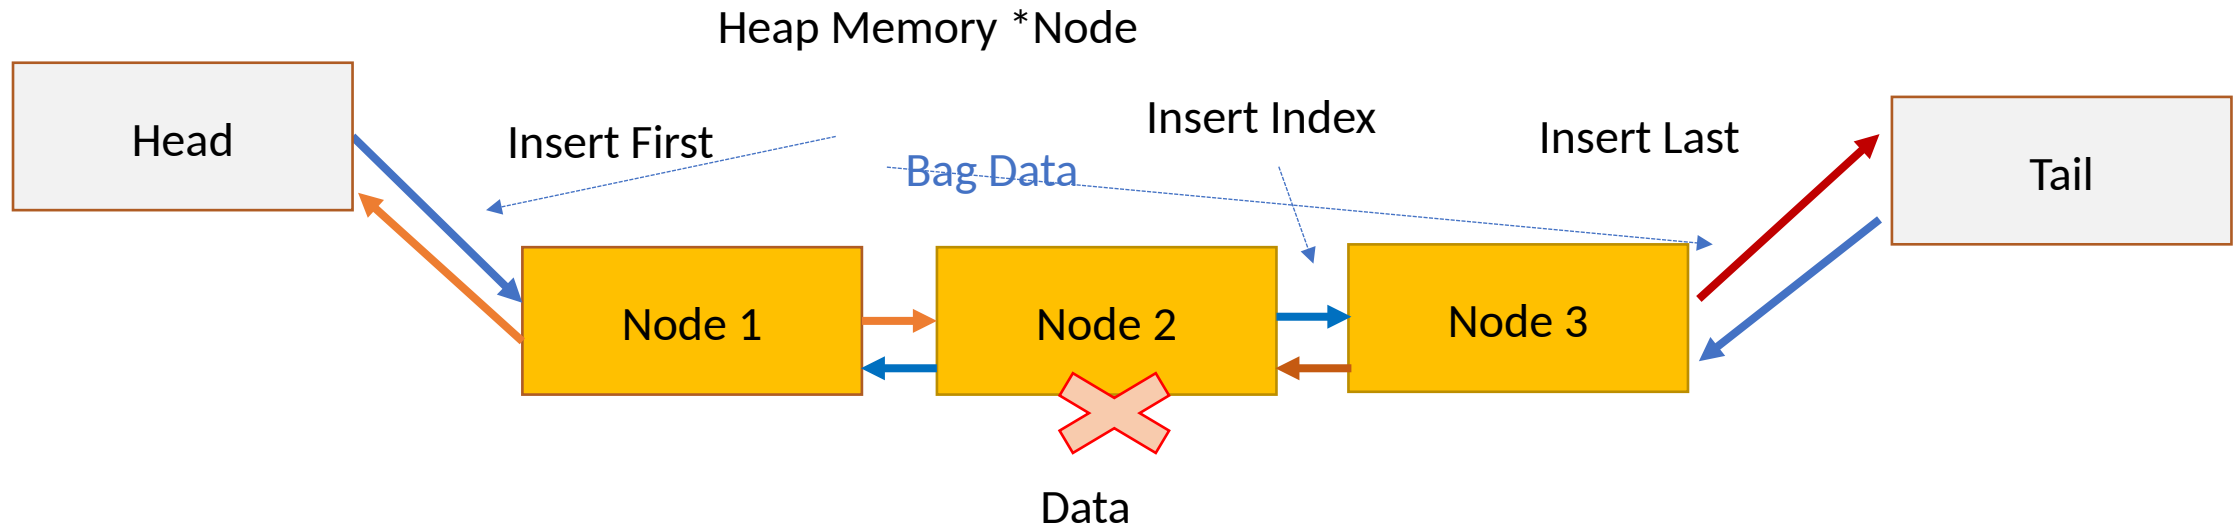 Heap Memory *Node
Head
Insert First
Bag Data
Insert Index
Insert Last
Tail
Node 1
Node 2
Node 3
Data